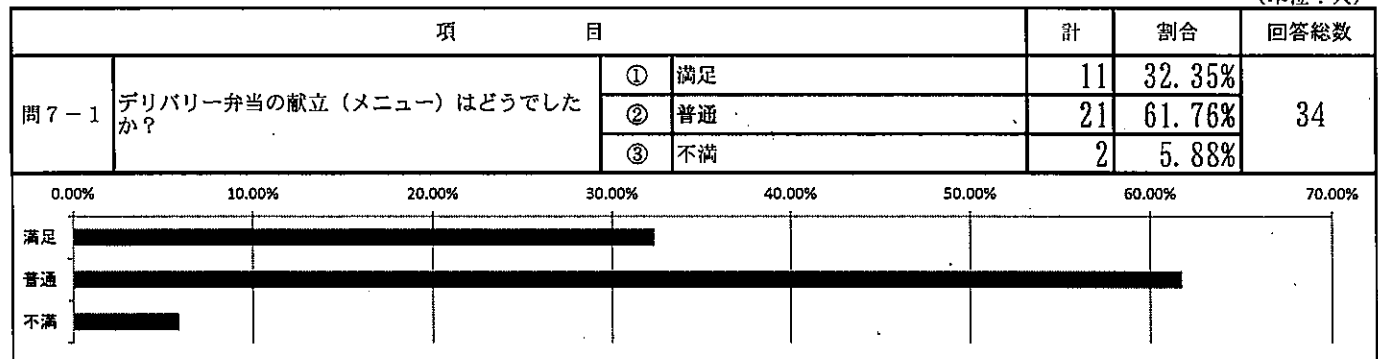 項 目 計 割合 回答総数
問7－1 デリバリー弁当の献立（メニュー）はどうでした
か？
① 満足 11 32.35%
② 普通 21 61.76% 34
③ 不満 2 5.88%
0.00% 10.00% 20.00% 30.00% 40.00% 50.00% 60.00% 70.00%
満足
普通
不満